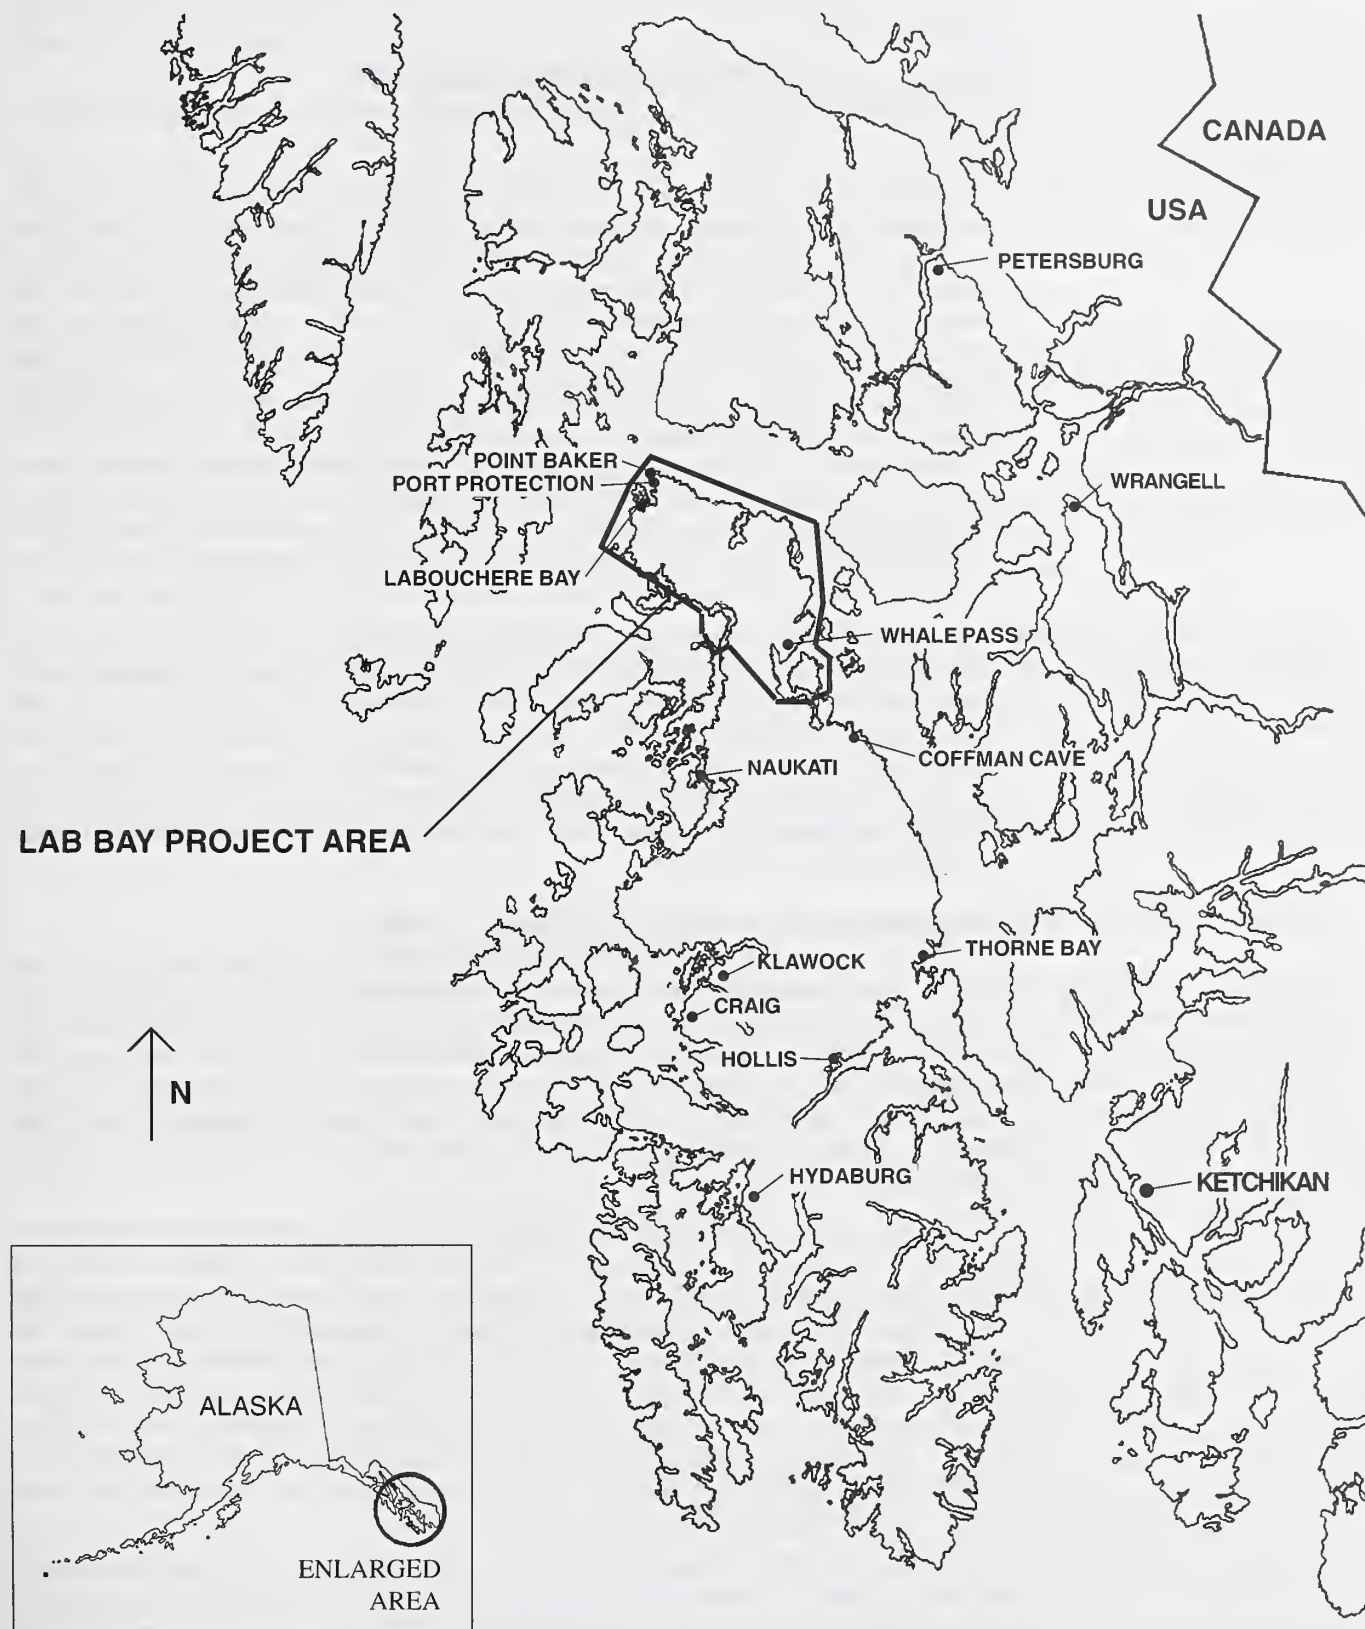 CANADA
USA
PETERSBURG
POINT BAKER
PORT PROTECTION
WRANGELL
LABOUCHERE BAY
WHALE PASS
COFFMAN CAVE
NAUKATI
LAB BAY PROJECT AREA
THORNE BAY
KLAWOCK
CRAIG
HOLLIS
N
HYDABURG
KETCHIKAN
ALASKA
ENLARGED
AREA